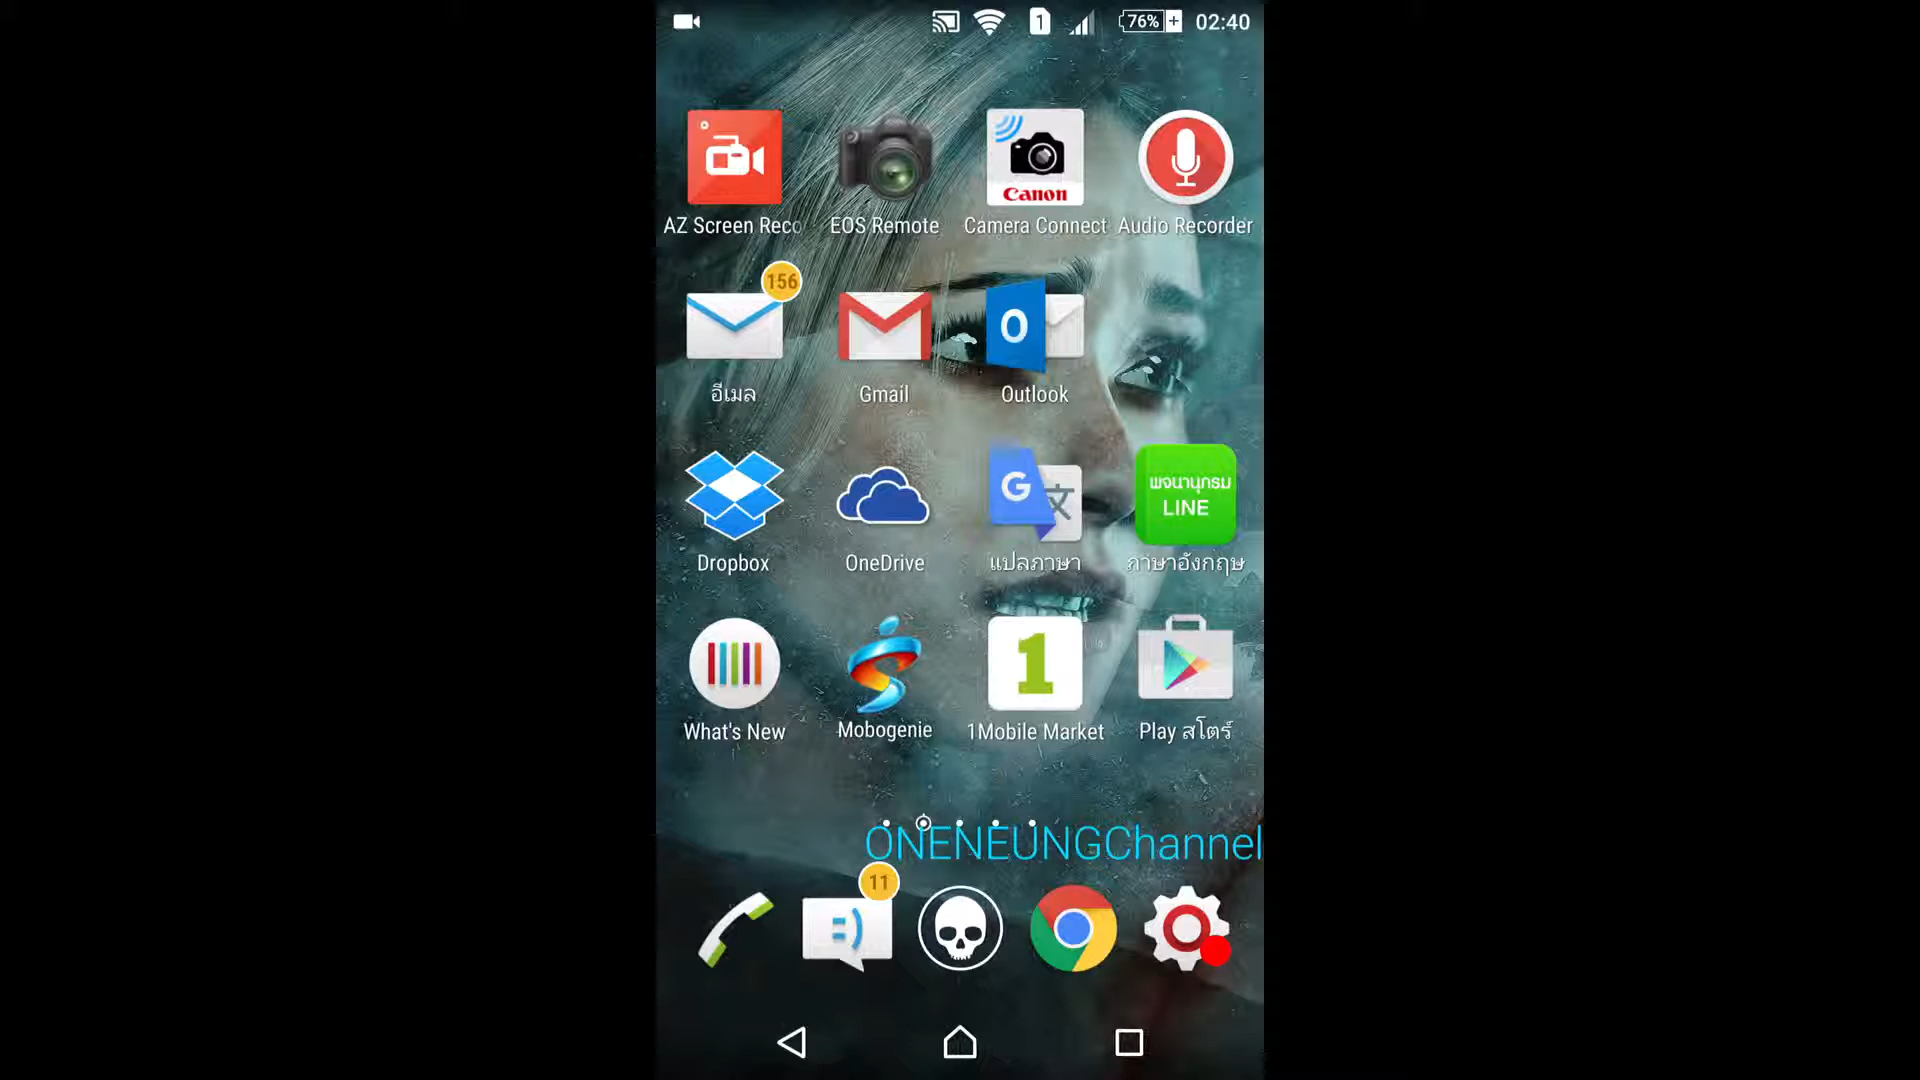 1 76% 02:40
Canon
AZ Screen Reco EOS Remote Camera Connect Audio Recorder
156
อีเมล Gmail Outlook
G 文 พจนานุกรม
LINE
Dropbox OneDrive แปลภาษา ภาษาอังกฤษ
1
What's New Mobogenie 1Mobile Market Play สโตร์
ONENEUNGChannel
11